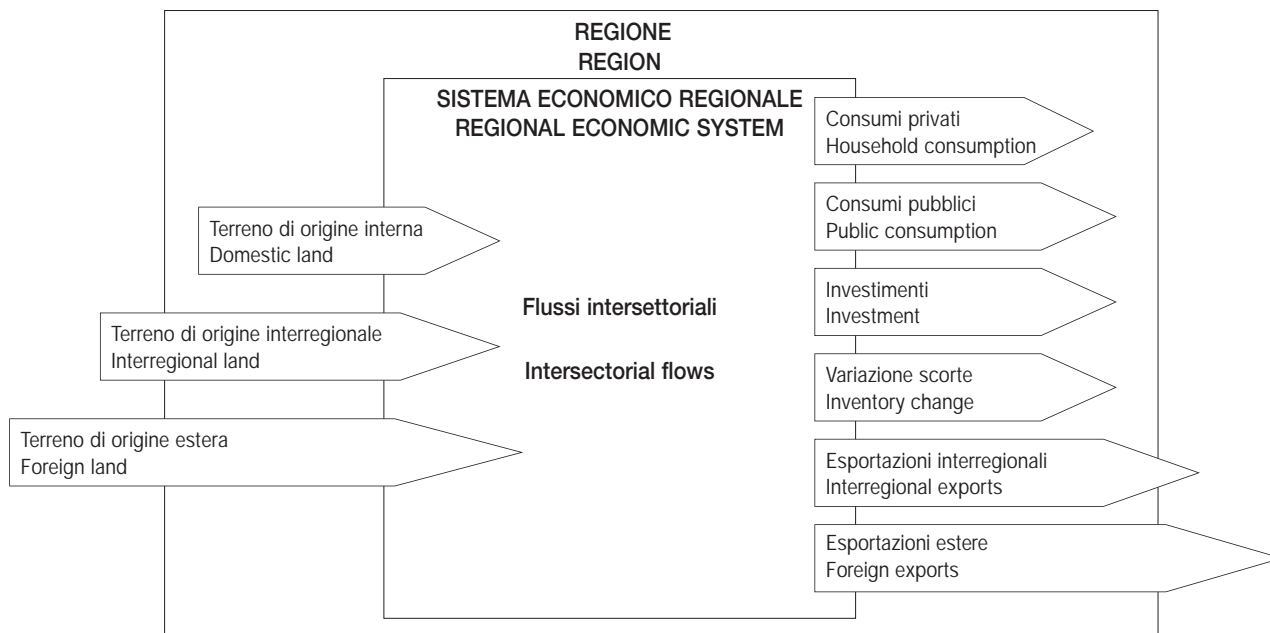 REGIONE
REGION
SISTEMA ECONOMICO REGIONALE
REGIONAL ECONOMIC SYSTEM
Terreno di origine interna
Domestic land
Terreno di origine interregionale
Interregional land
Terreno di origine estera
Foreign land
Flussi intersettoriali
Intersectorial flows
Consumi privati
Household consumption
Consumi pubblici
Public consumption
Investimenti
Investment
Variazione scorte
Inventory change
Esportazioni interregionali
Interregional exports
Esportazioni estere
Foreign exports